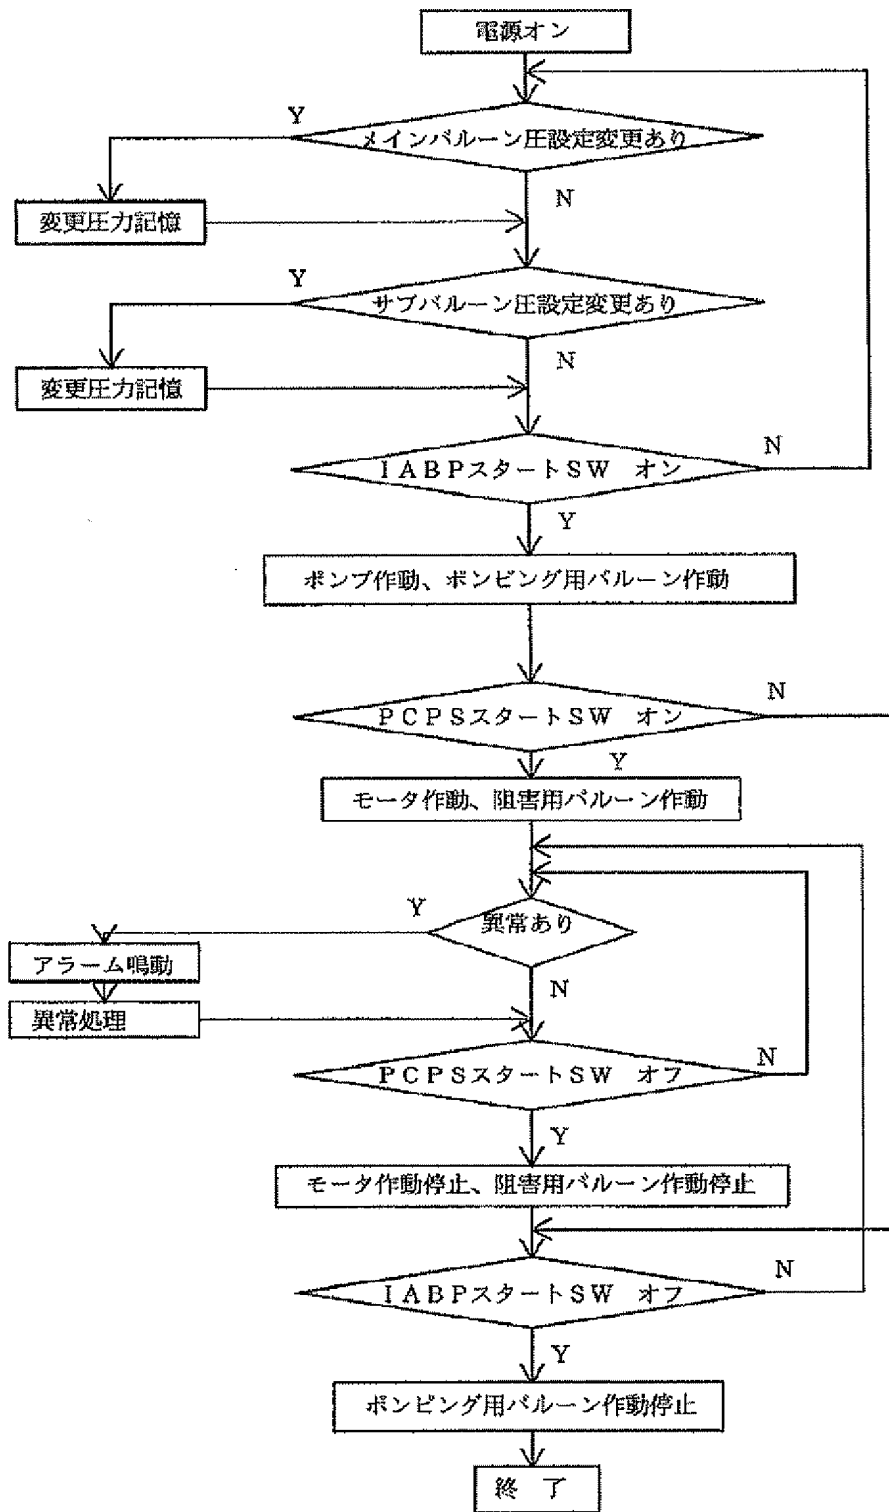 電源オン
Y
メインバルーン圧設定変更あり
N
変更圧力記憶
Y
サブバルーン圧設定変更あり
N
変更圧力記憶
IABPスタートSW オン
N
Y
ポンプ作動、ポンピング用バルーン作動
N
PCPSスタートSW オン
Y
モータ作動、阻害用バルーン作動
Y
異常あり
アラーム鳴動
N
異常処理
N
PCPSスタートSW オフ
Y
モータ作動停止、阻害用バルーン作動停止
N
IABPスタートSW オフ
Y
ポンピング用バルーン作動停止
終 了